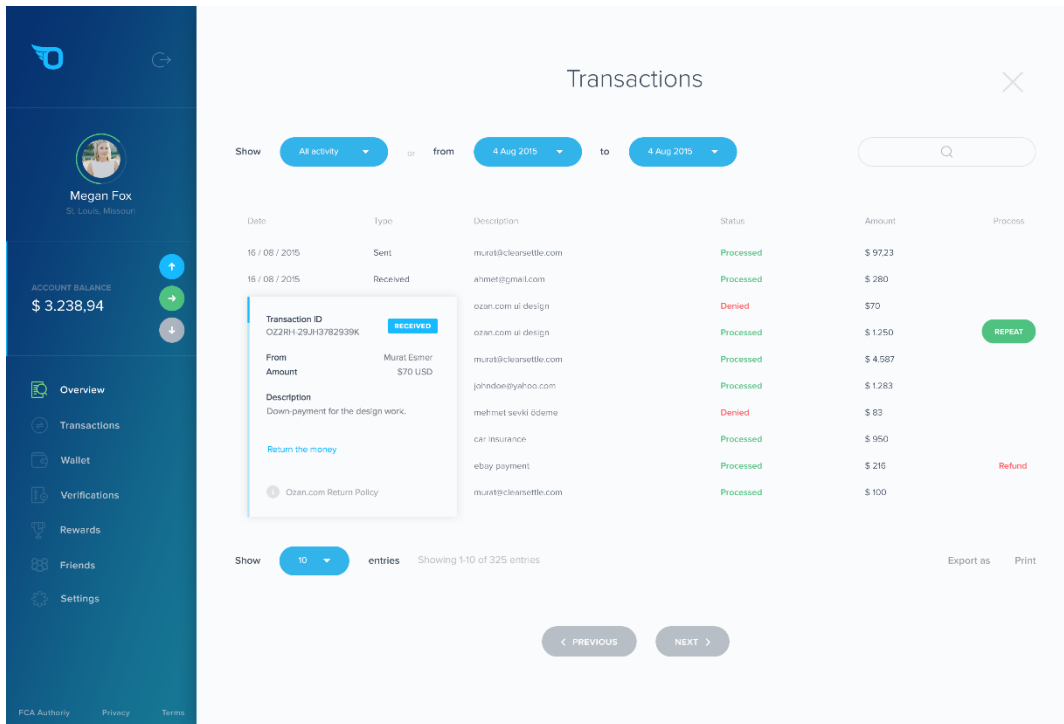 Transactions
Megan Fox
St. Louis, Missouri
ACCOUNT BALANCE
$ 3.238,94
Overview
Transactions
Wallet
Verifications
Rewards
Friends
Settings
FCA Authoriy Privacy Terms
Show All activity or from 4 Aug 2015 to 4 Aug 2015
Date Type Description Status Amount Process
16 / 08 / 2015 Sent murat@clearsettle.com Processed $ 97,23
16 / 08 / 2015 Received ahmet@gmail.com Processed $ 280
ozan.com ui design Denied $70
ozan.com ui design Processed $ 1.250 REPEAT
murat@clearsettle.com Processed $ 4.587
johndoe@yahoo.com Processed $ 1.283
mehmet sevki ödeme Denied $ 83
car insurance Processed $ 950
ebay payment Processed $ 216 Refund
murat@clearsettle.com Processed $ 100
Transaction ID
OZ2RH-29JH3782939K RECEIVED
From Murat Esmer
Amount $70 USD
Description
Down-payment for the design work.
Return the money
Ozan.com Return Policy
Show 10 entries Showing 1-10 of 325 entries Export as Print
PREVIOUS NEXT